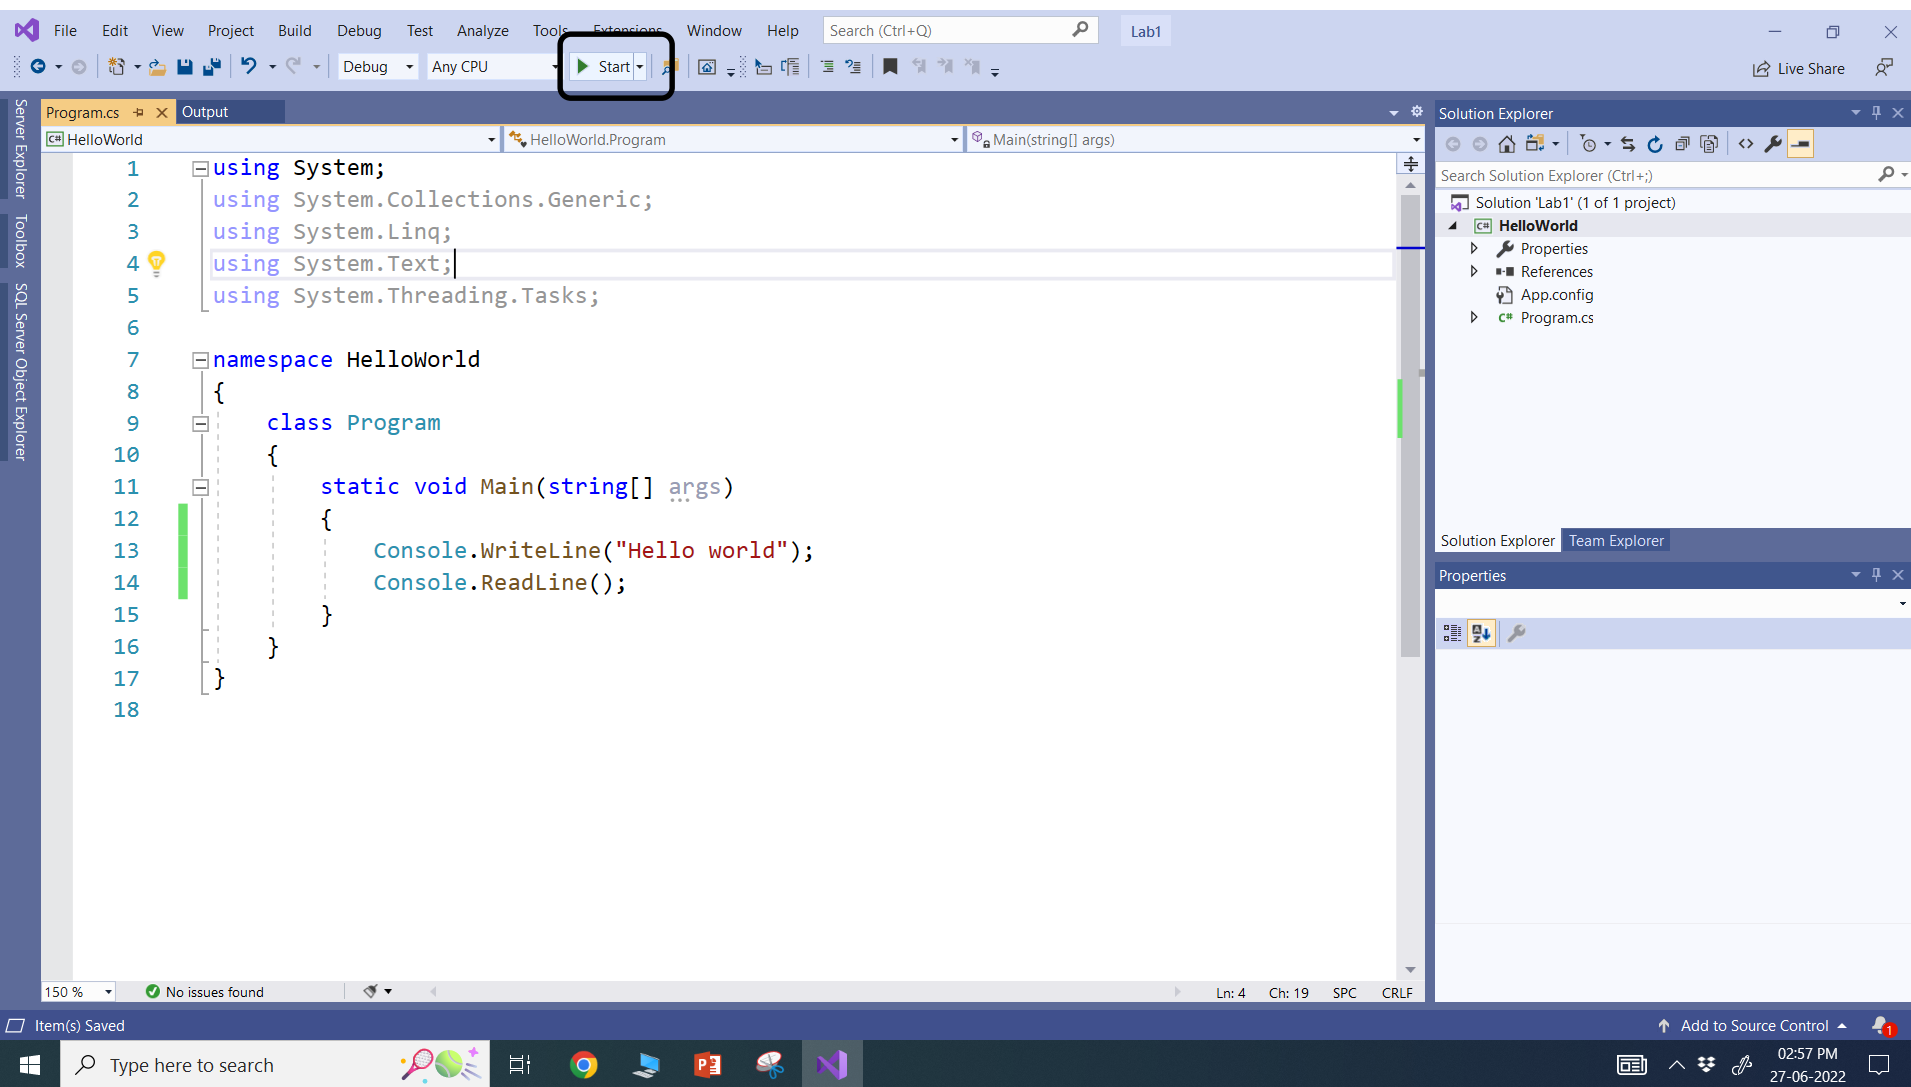 File Edit View Project Build Debug Test Analyze Tools Extensions Window Help Search (Ctrl+Q) Lab1
Debug Any CPU Start Live Share
Program.cs Output
C# HelloWorld HelloWorld.Program Main(string[] args)
Server Explorer
Toolbox
SQL Server Object Explorer
1 using System;
2 using System.Collections.Generic;
3 using System.Linq;
4 using System.Text;
5 using System.Threading.Tasks;
6
7 namespace HelloWorld
8 {
9 class Program
10 {
11 static void Main(string[] args)
12 {
13 Console.WriteLine("Hello world");
14 Console.ReadLine();
15 }
16 }
17 }
18
150 % No issues found Ln: 4 Ch: 19 SPC CRLF
Solution Explorer
Search Solution Explorer (Ctrl+;)
Solution 'Lab1' (1 of 1 project)
C# HelloWorld
Properties
References
App.config
C# Program.cs
Solution Explorer Team Explorer
Properties
Item(s) Saved Add to Source Control 1
Type here to search
02:57 PM
27-06-2022